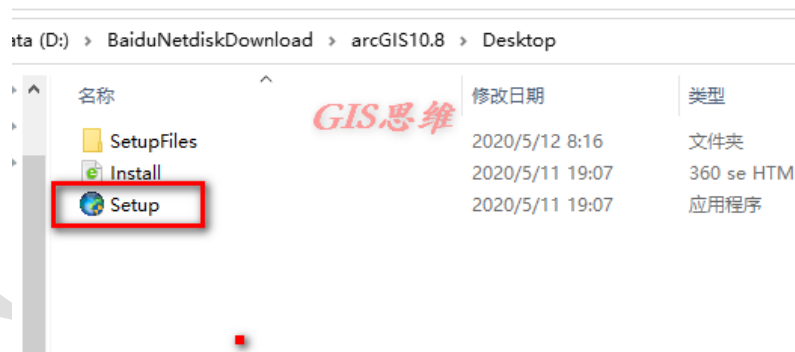 ata (D:) > BaiduNetdiskDownload > arcGIS10.8 > Desktop
名称 修改日期 类型
GIS思维
SetupFiles 2020/5/12 8:16 文件夹
Install 2020/5/11 19:07 360 se HTM
Setup 2020/5/11 19:07 应用程序